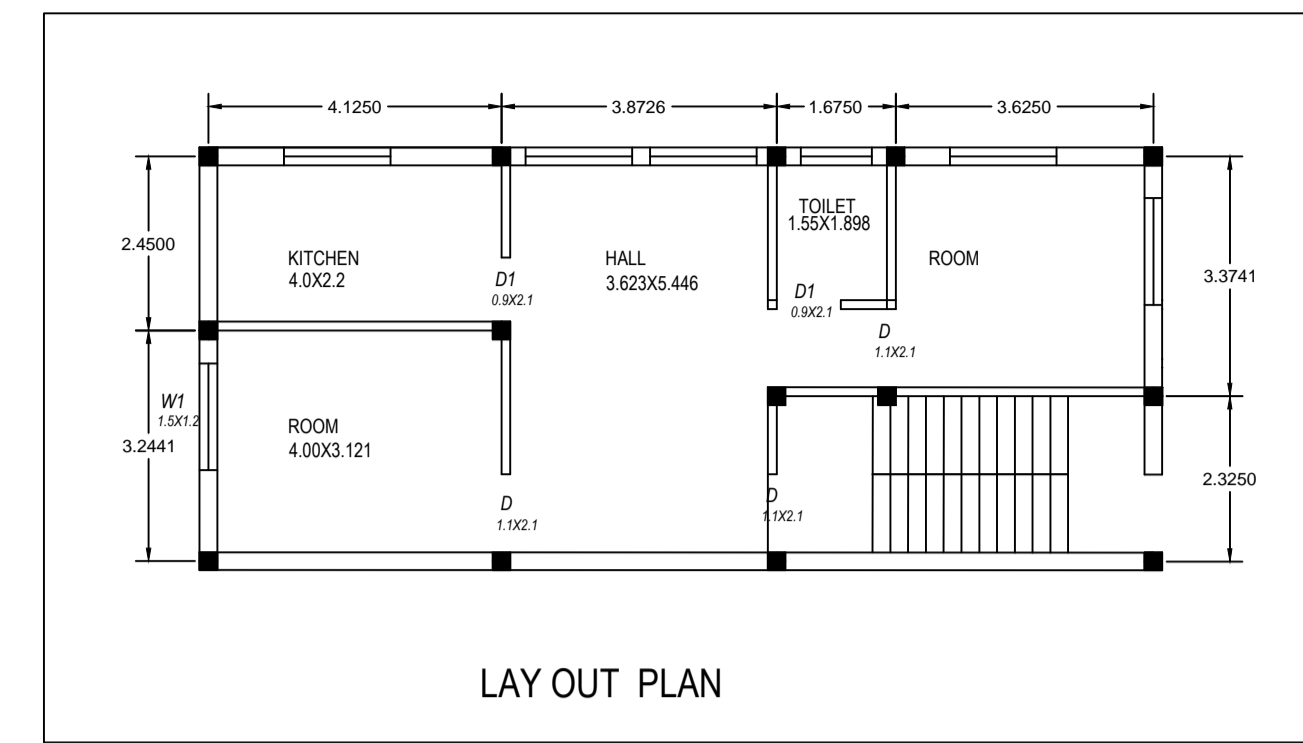 4.1250
3.8726
1.6750
3.6250
2.4500
KITCHEN
4.0X2.2
D1
0.9X2.1
HALL
3.623X5.446
TOILET
1.55X1.898
D1
0.9X2.1
ROOM
D
1.1X2.1
3.3741
W1
1.5X1.2
3.2441
ROOM
4.00X3.121
D
1.1X2.1
D
1.1X2.1
2.3250
LAY OUT PLAN